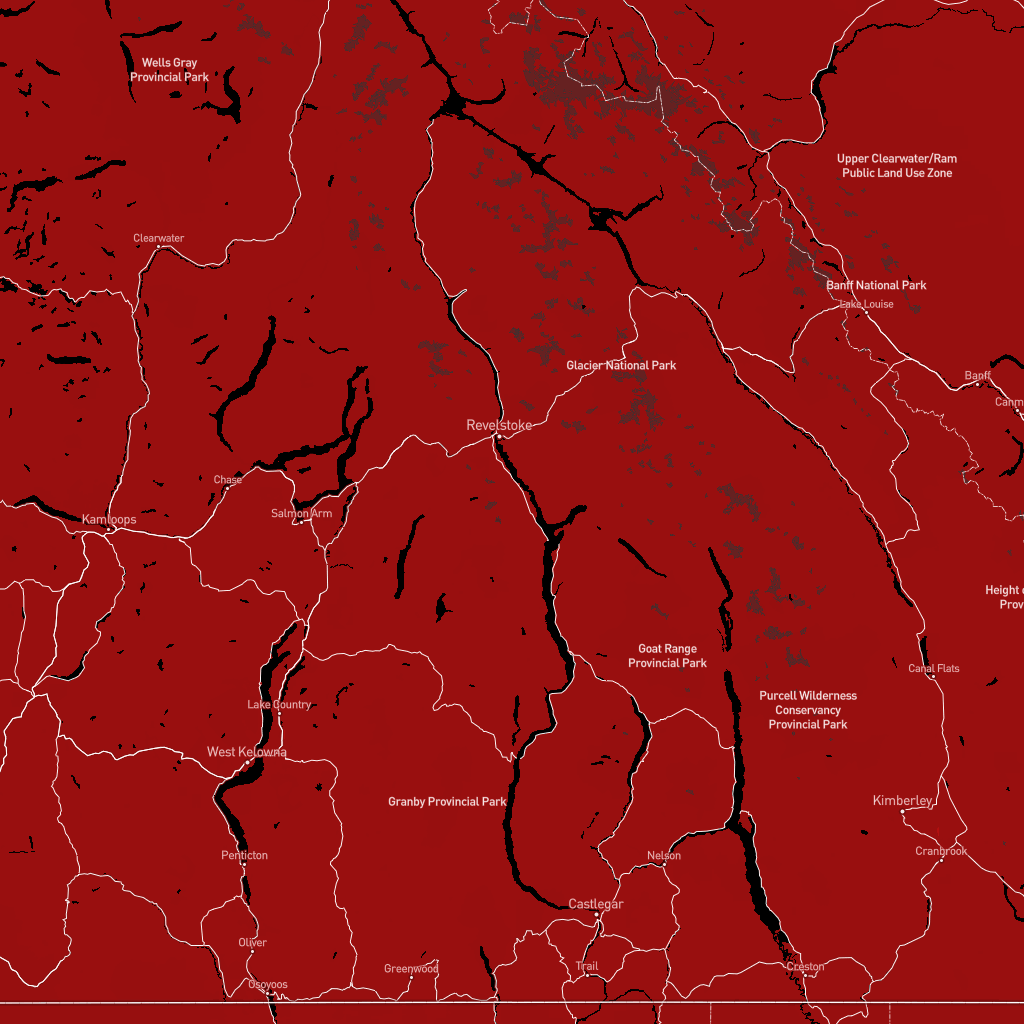 Wells Gray
Provincial Park
Upper Clearwater/Ram
Public Land Use Zone
Clearwater
Banff National Park
Lake Louise
Glacier National Park
Banff
Revelstoke
Chase
Salmon Arm
Kamloops
Goat Range
Provincial Park
Canal Flats
Purcell Wilderness
Conservancy
Provincial Park
Lake Country
West Kelowna
Granby Provincial Park
Kimberley
Cranbrook
Penticton
Nelson
Castlegar
Oliver
Greenwood
Trail
Creston
Osoyoos